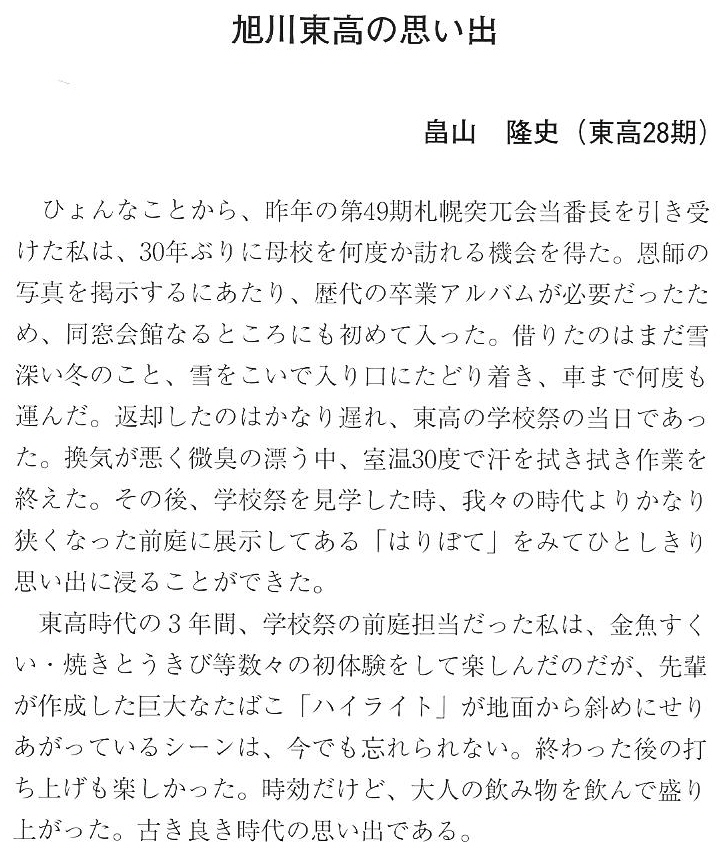 旭川東高の思い出
畠山　隆史（東高28期）
　ひょんなことから、昨年の第49期札幌突兀会当番長を引き受
けた私は、30年ぶりに母校を何度か訪れる機会を得た。恩師の
写真を掲示するにあたり、歴代の卒業アルバムが必要だったた
め、同窓会館なるところにも初めて入った。借りたのはまだ雪
深い冬のこと、雪をこいで入り口にたどり着き、車まで何度も
運んだ。返却したのはかなり遅れ、東高の学校祭の当日であっ
た。換気が悪く微臭の漂う中、室温30度で汗を拭き拭き作業を
終えた。その後、学校祭を見学した時、我々の時代よりかなり
狭くなった前庭に展示してある「はりぼて」をみてひとしきり
思い出に浸ることができた。
　東高時代の３年間、学校祭の前庭担当だった私は、金魚すく
い・焼きとうきび等数々の初体験をして楽しんだのだが、先輩
が作成した巨大なたばこ「ハイライト」が地面から斜めにせり
あがっているシーンは、今でも忘れられない。終わった後の打
ち上げも楽しかった。時効だけど、大人の飲み物を飲んで盛り
上がった。古き良き時代の思い出である。